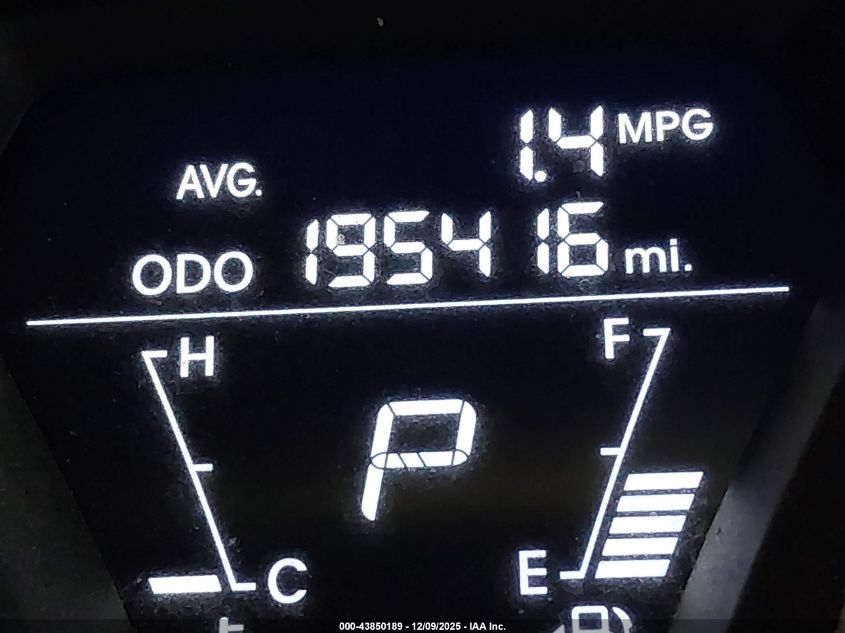 1.4 MPG
AVG.
ODO 195416 mi.
H F
P
C E
000-43850189 - 12/09/2025 - IAA Inc.